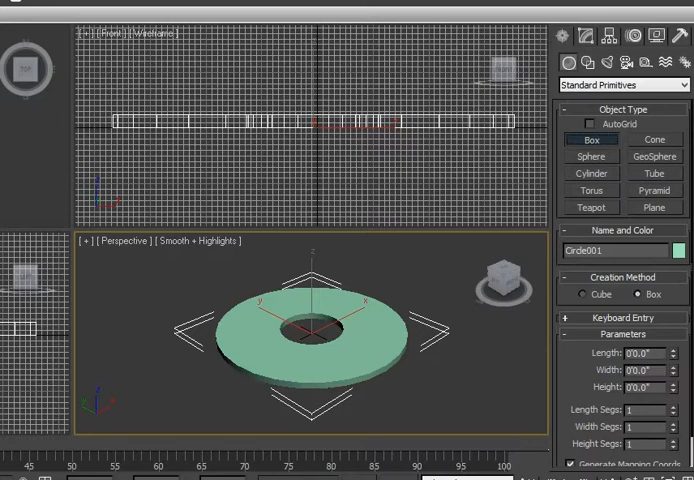 [ + ] [ Front ] [ Wireframe ]
TOP
FRONT
z
x
[ + ] [ Perspective ] [ Smooth + Highlights ]
z
y
x
z
y
x
45 50 55 60 65 70 75 80 85 90 95 100
Standard Primitives
- Object Type
AutoGrid
Box Cone
Sphere GeoSphere
Cylinder Tube
Torus Pyramid
Teapot Plane
- Name and Color
Circle001
- Creation Method
Cube Box
+ Keyboard Entry
- Parameters
Length: 0'0.0"
Width: 0'0.0"
Height: 0'0.0"
Length Segs: 1
Width Segs: 1
Height Segs: 1
Generate Mapping Coords.